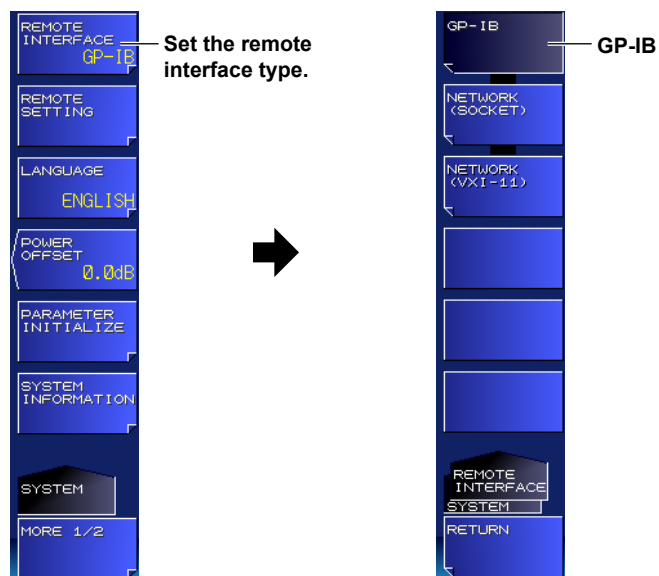 REMOTE
INTERFACE
GP-IB
Set the remote
interface type.
REMOTE
SETTING
LANGUAGE
ENGLISH
POWER
OFFSET
0.0dB
PARAMETER
INITIALIZE
SYSTEM
INFORMATION
SYSTEM
MORE 1/2
GP-IB
GP-IB
NETWORK
(SOCKET)
NETWORK
(VXI-11)
REMOTE
INTERFACE
SYSTEM
RETURN